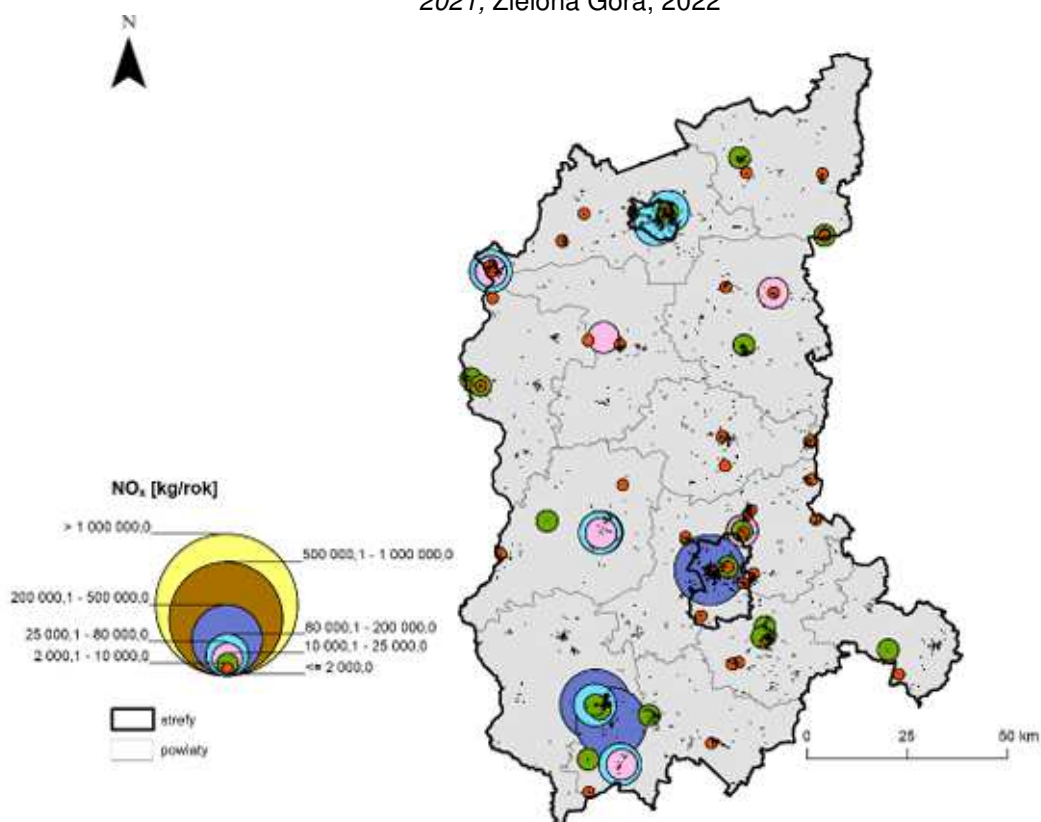 2021, Zielona Góra, 2022
N
NOₓ [kg/rok]
> 1 000 000,0
500 000,1 - 1 000 000,0
200 000,1 - 500 000,0
80 000,1 - 200 000,0
25 000,1 - 80 000,0
10 000,1 - 25 000,0
2 000,1 - 10 000,0
<= 2 000,0
strefy
powiaty
0 25 50 km